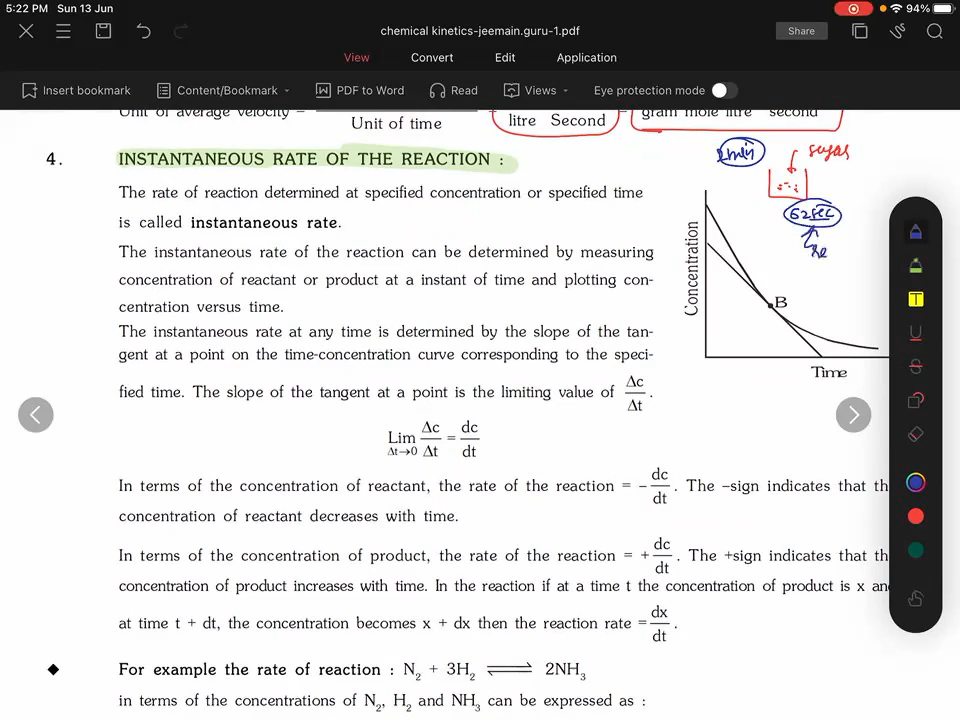 5:22 PM Sun 13 Jun
94%
chemical kinetics-jeemain.guru-1.pdf
Share
View Convert Edit Application
Insert bookmark Content/Bookmark PDF to Word Read Views Eye protection mode
Unit of average velocity =
Unit of time
litre Second
gram mole litre second
4. INSTANTANEOUS RATE OF THE REACTION :
The rate of reaction determined at specified concentration or specified time
is called instantaneous rate.
The instantaneous rate of the reaction can be determined by measuring
concentration of reactant or product at a instant of time and plotting con-
centration versus time.
The instantaneous rate at any time is determined by the slope of the tan-
gent at a point on the time-concentration curve corresponding to the speci-
fied time. The slope of the tangent at a point is the limiting value of Δc/Δt.
Lim Δt→0 Δc/Δt = dc/dt
2min
sugar
62sec
Concentration
B
Time
In terms of the concentration of reactant, the rate of the reaction = – dc/dt. The –sign indicates that th
concentration of reactant decreases with time.
In terms of the concentration of product, the rate of the reaction = + dc/dt. The +sign indicates that th
concentration of product increases with time. In the reaction if at a time t the concentration of product is x an
at time t + dt, the concentration becomes x + dx then the reaction rate = dx/dt.
◆ For example the rate of reaction : N₂ + 3H₂ ⇌ 2NH₃
in terms of the concentrations of N₂, H₂ and NH₃ can be expressed as :